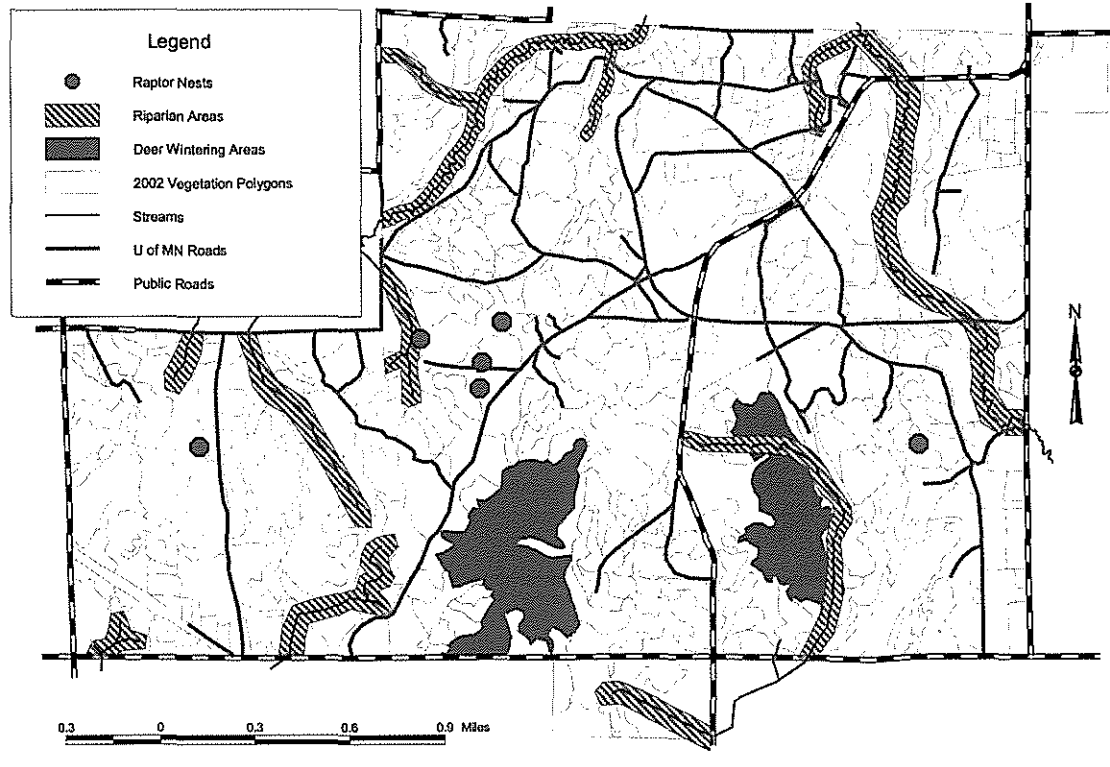 Legend
Raptor Nests
Riparian Areas
Deer Wintering Areas
2002 Vegetation Polygons
Streams
U of MN Roads
Public Roads
N
0.3 0 0.3 0.6 0.9 Miles